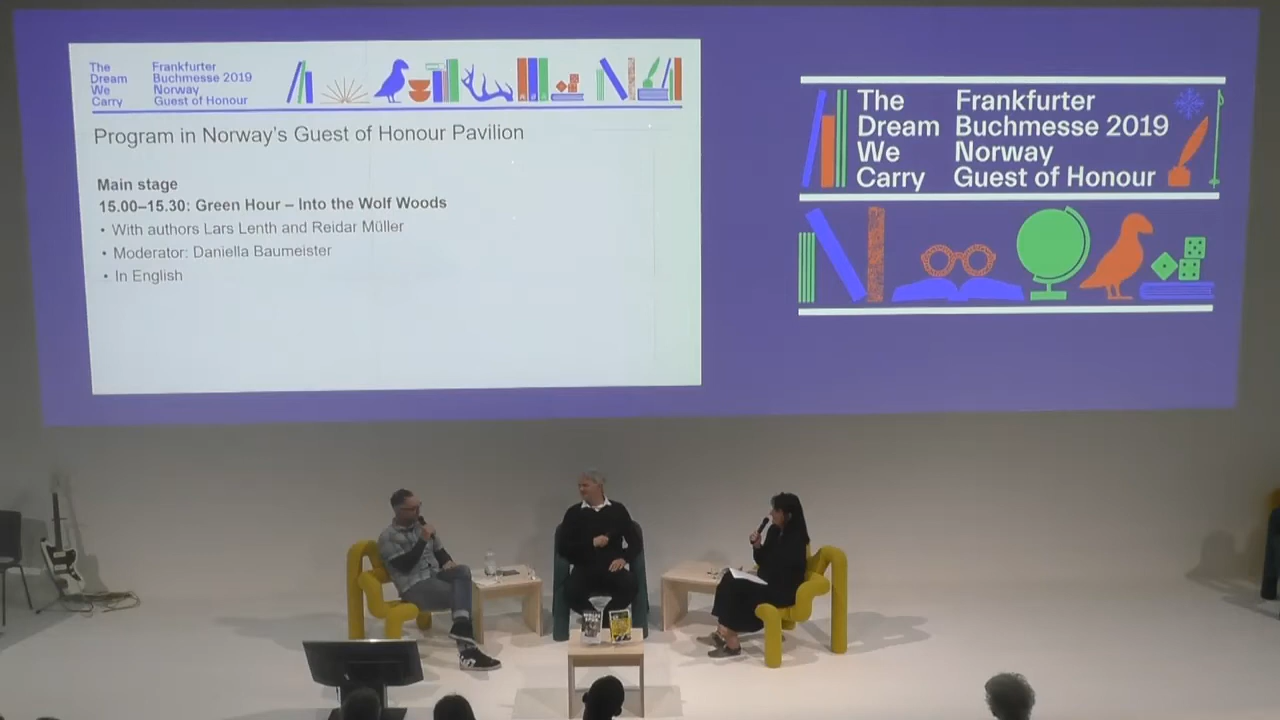 The Dream We Carry
Frankfurter Buchmesse 2019 Norway Guest of Honour
Program in Norway's Guest of Honour Pavilion
Main stage
15.00–15.30: Green Hour – Into the Wolf Woods
• With authors Lars Lenth and Reidar Müller
• Moderator: Daniella Baumeister
• In English
The Frankfurter
Dream Buchmesse 2019
We Norway
Carry Guest of Honour